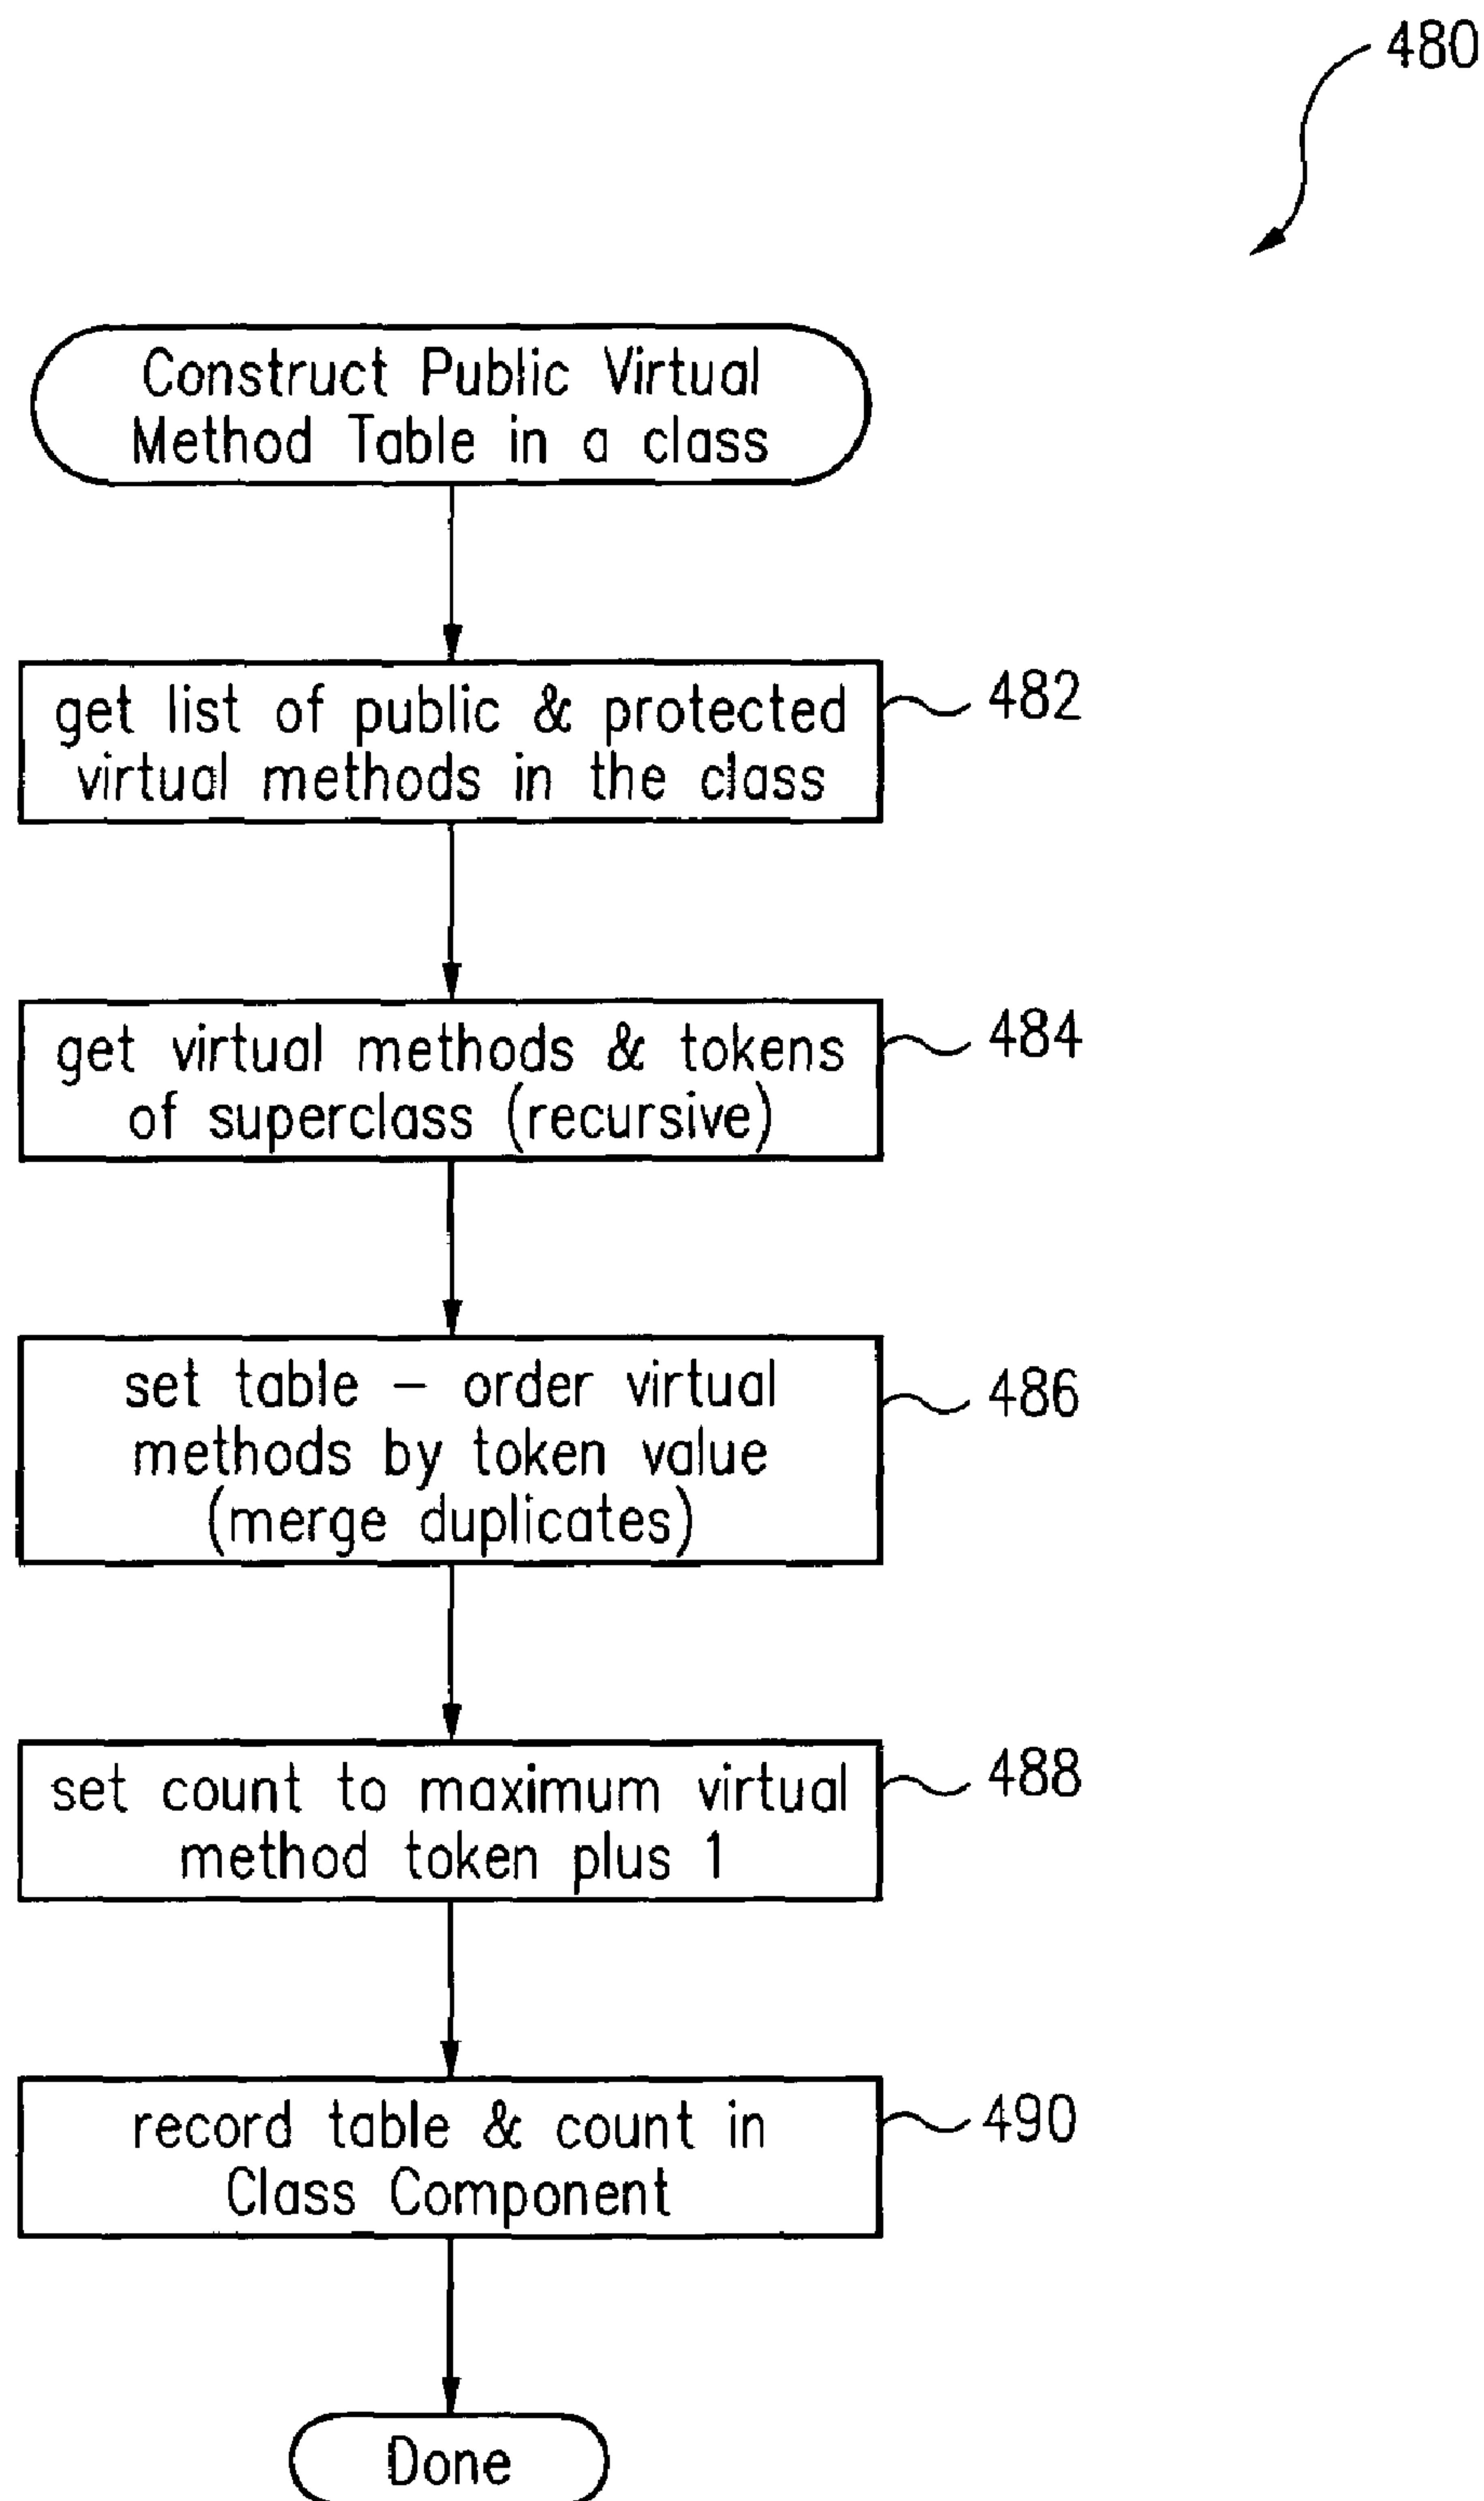 480
Construct Public Virtual
Method Table in a class
get list of public & protected
virtual methods in the class
482
get virtual methods & tokens
of superclass (recursive)
484
set table – order virtual
methods by token value
(merge duplicates)
486
set count to maximum virtual
method token plus 1
488
record table & count in
Class Component
490
Done